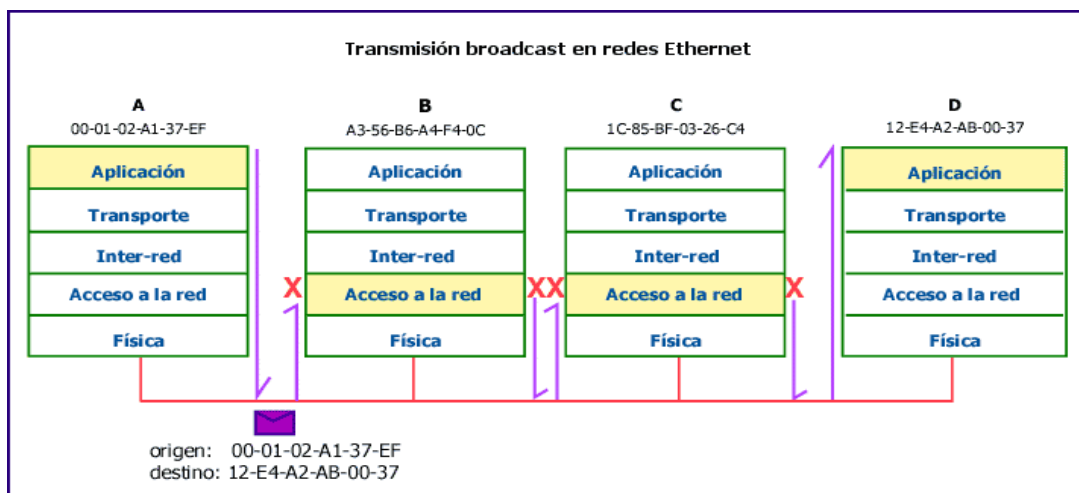 Transmisión broadcast en redes Ethernet
A B C D
00-01-02-A1-37-EF A3-56-B6-A4-F4-0C 1C-85-BF-03-26-C4 12-E4-A2-AB-00-37
Aplicación Aplicación Aplicación Aplicación
Transporte Transporte Transporte Transporte
Inter-red Inter-red Inter-red Inter-red
X Acceso a la red XX Acceso a la red X
Acceso a la red Acceso a la red
Física Física Física Física
origen: 00-01-02-A1-37-EF
destino: 12-E4-A2-AB-00-37